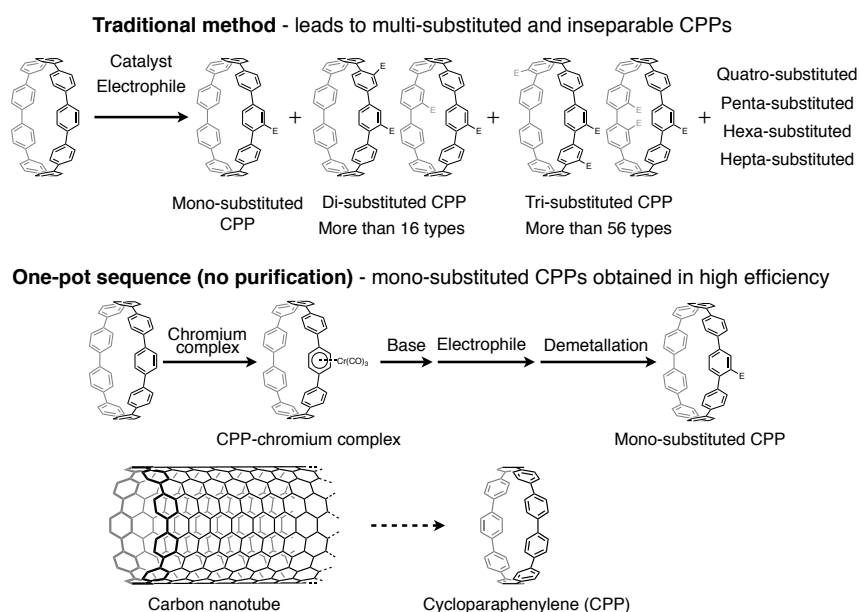 Traditional method - leads to multi-substituted and inseparable CPPs
Catalyst
Electrophile
E
+
E
E
E
E
+
E
E
E
E
E
E
+
Quatro-substituted
Penta-substituted
Hexa-substituted
Hepta-substituted
Mono-substituted
CPP
Di-substituted CPP
More than 16 types
Tri-substituted CPP
More than 56 types
One-pot sequence (no purification) - mono-substituted CPPs obtained in high efficiency
Chromium
complex
Cr(CO)3
Base
Electrophile
Demetallation
E
CPP-chromium complex
Mono-substituted CPP
Carbon nanotube
Cycloparaphenylene (CPP)